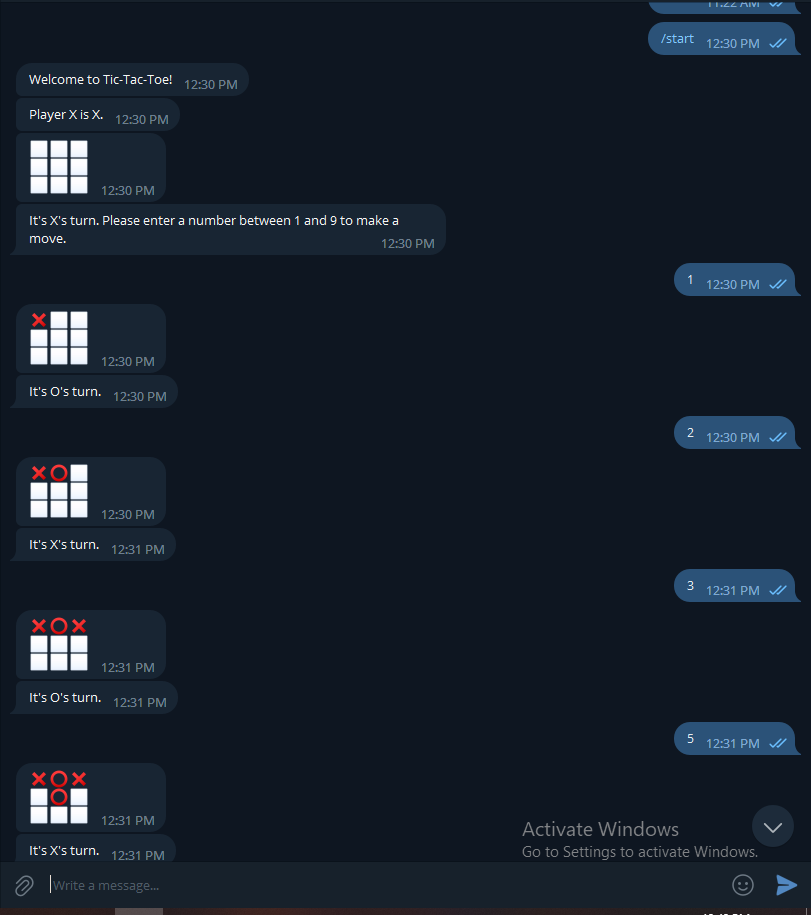 11:22 AM
/start 12:30 PM
Welcome to Tic-Tac-Toe! 12:30 PM
Player X is X. 12:30 PM
12:30 PM
It's X's turn. Please enter a number between 1 and 9 to make a
move. 12:30 PM
1 12:30 PM
12:30 PM
It's O's turn. 12:30 PM
2 12:30 PM
12:30 PM
It's X's turn. 12:31 PM
3 12:31 PM
12:31 PM
It's O's turn. 12:31 PM
5 12:31 PM
12:31 PM
It's X's turn. 12:31 PM
Activate Windows
Go to Settings to activate Windows.
Write a message...